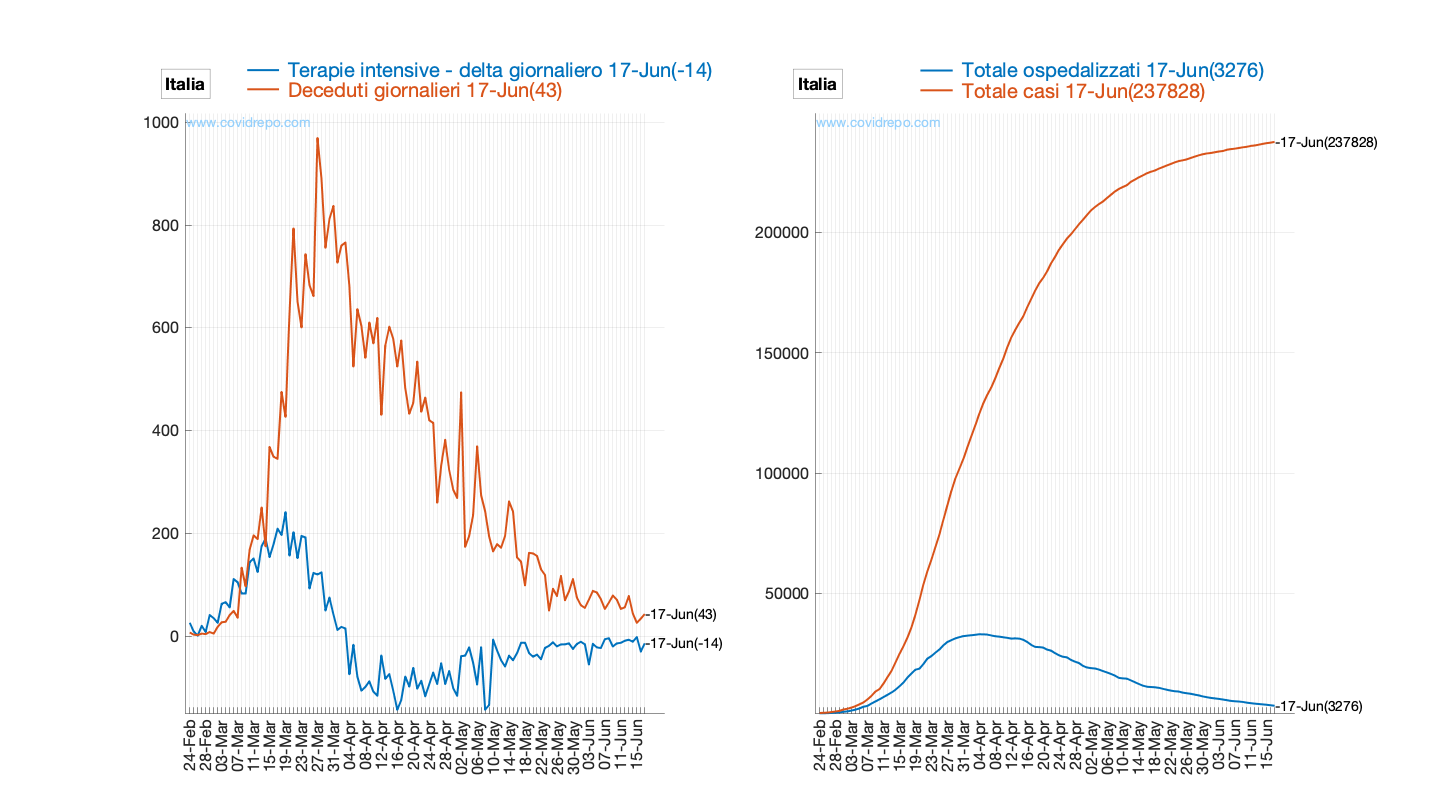 Italia
Terapie intensive - delta giornaliero 17-Jun(-14)
Deceduti giornalieri 17-Jun(43)
www.covidrepo.com
1000
800
600
400
200
0
-17-Jun(43)
-17-Jun(-14)
24-Feb
28-Feb
03-Mar
07-Mar
11-Mar
15-Mar
19-Mar
23-Mar
27-Mar
31-Mar
04-Apr
08-Apr
12-Apr
16-Apr
20-Apr
24-Apr
28-Apr
02-May
06-May
10-May
14-May
18-May
22-May
26-May
30-May
03-Jun
07-Jun
11-Jun
15-Jun
Italia
Totale ospedalizzati 17-Jun(3276)
Totale casi 17-Jun(237828)
www.covidrepo.com
200000
150000
100000
50000
-17-Jun(237828)
-17-Jun(3276)
24-Feb
28-Feb
03-Mar
07-Mar
11-Mar
15-Mar
19-Mar
23-Mar
27-Mar
31-Mar
04-Apr
08-Apr
12-Apr
16-Apr
20-Apr
24-Apr
28-Apr
02-May
06-May
10-May
14-May
18-May
22-May
26-May
30-May
03-Jun
07-Jun
11-Jun
15-Jun